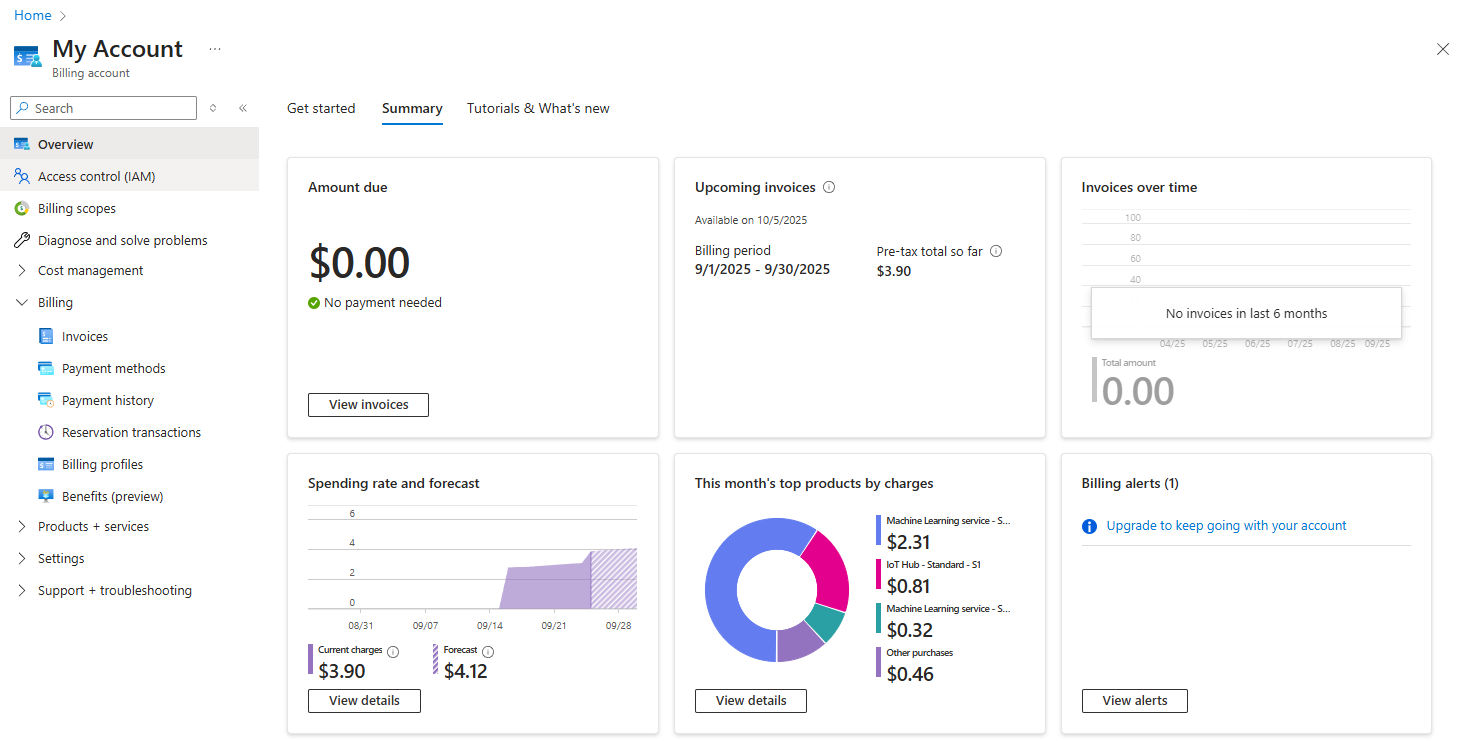 Home
My Account ...
Billing account
Search
Overview
Access control (IAM)
Billing scopes
Diagnose and solve problems
Cost management
Billing
Invoices
Payment methods
Payment history
Reservation transactions
Billing profiles
Benefits (preview)
Products + services
Settings
Support + troubleshooting
Get started Summary Tutorials & What's new
Amount due
$0.00
No payment needed
View invoices
Upcoming invoices
Available on 10/5/2025
Billing period
9/1/2025 - 9/30/2025
Pre-tax total so far
$3.90
Invoices over time
100
80
60
40
No invoices in last 6 months
04/25 05/25 06/25 07/25 08/25 09/25
Total amount
0.00
Spending rate and forecast
6
4
2
0
08/31 09/07 09/14 09/21 09/28
Current charges
$3.90
Forecast
$4.12
View details
This month's top products by charges
Machine Learning service - S...
$2.31
IoT Hub - Standard - S1
$0.81
Machine Learning service - S...
$0.32
Other purchases
$0.46
View details
Billing alerts (1)
Upgrade to keep going with your account
View alerts